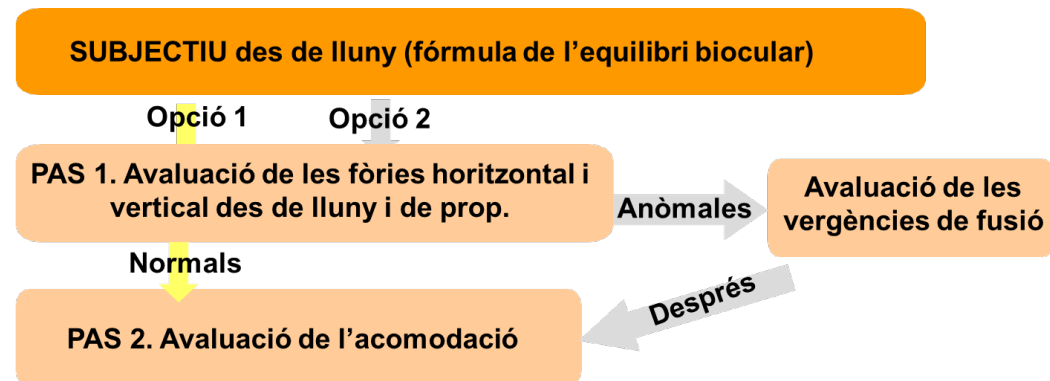 SUBJECTIU des de lluny (fórmula de l’equilibri biocular)
Opció 1
Opció 2
PAS 1. Avaluació de les fòries horitzontal i
vertical des de lluny i de prop.
Anòmales
Avaluació de les
vergències de fusió
Normals
Després
PAS 2. Avaluació de l’acomodació